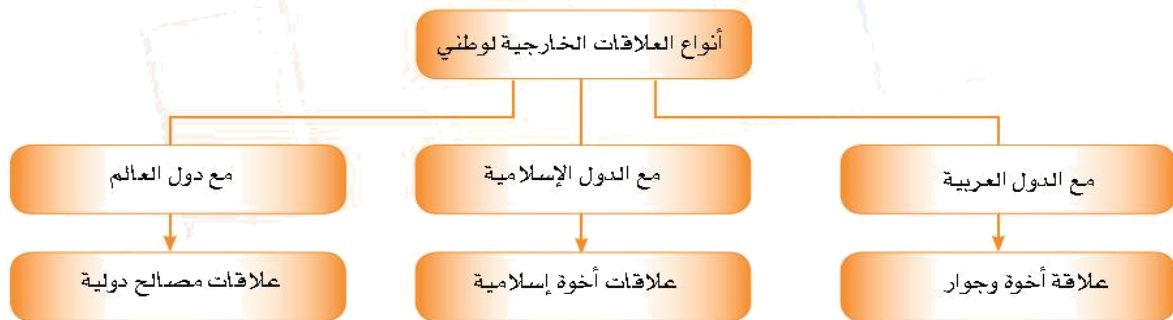 أنواع العلاقات الخارجية لوطني
مع الدول العربية
مع الدول الإسلامية
مع دول العالم
علاقة أخوة وجوار
علاقات أخوة إسلامية
علاقات مصالح دولية